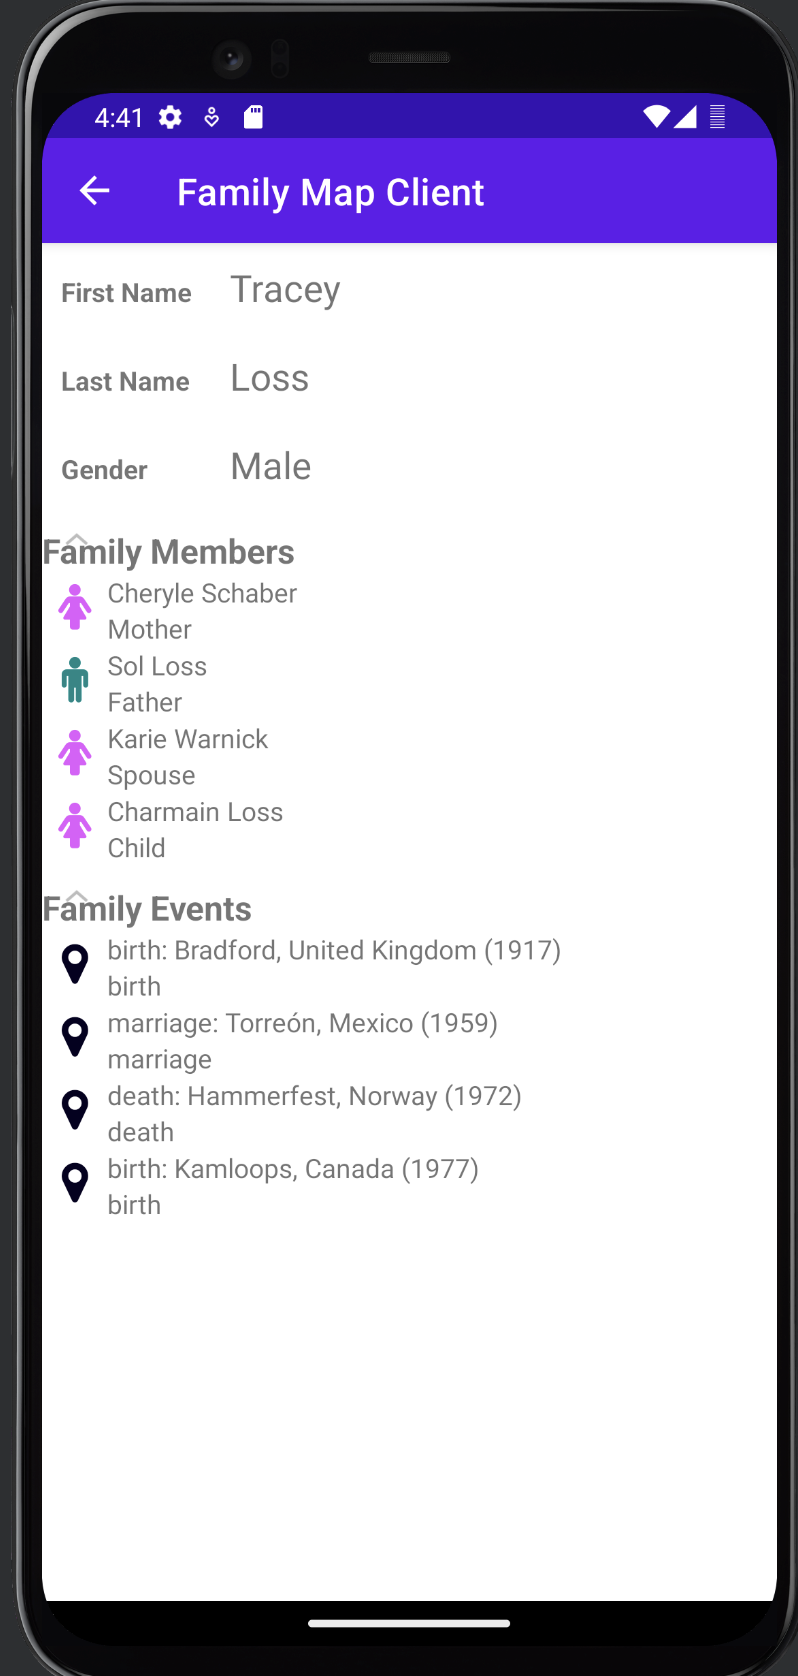 4:41
Family Map Client
First Name Tracey
Last Name Loss
Gender Male
Family Members
Cheryle Schaber
Mother
Sol Loss
Father
Karie Warnick
Spouse
Charmain Loss
Child
Family Events
birth: Bradford, United Kingdom (1917)
birth
marriage: Torreón, Mexico (1959)
marriage
death: Hammerfest, Norway (1972)
death
birth: Kamloops, Canada (1977)
birth